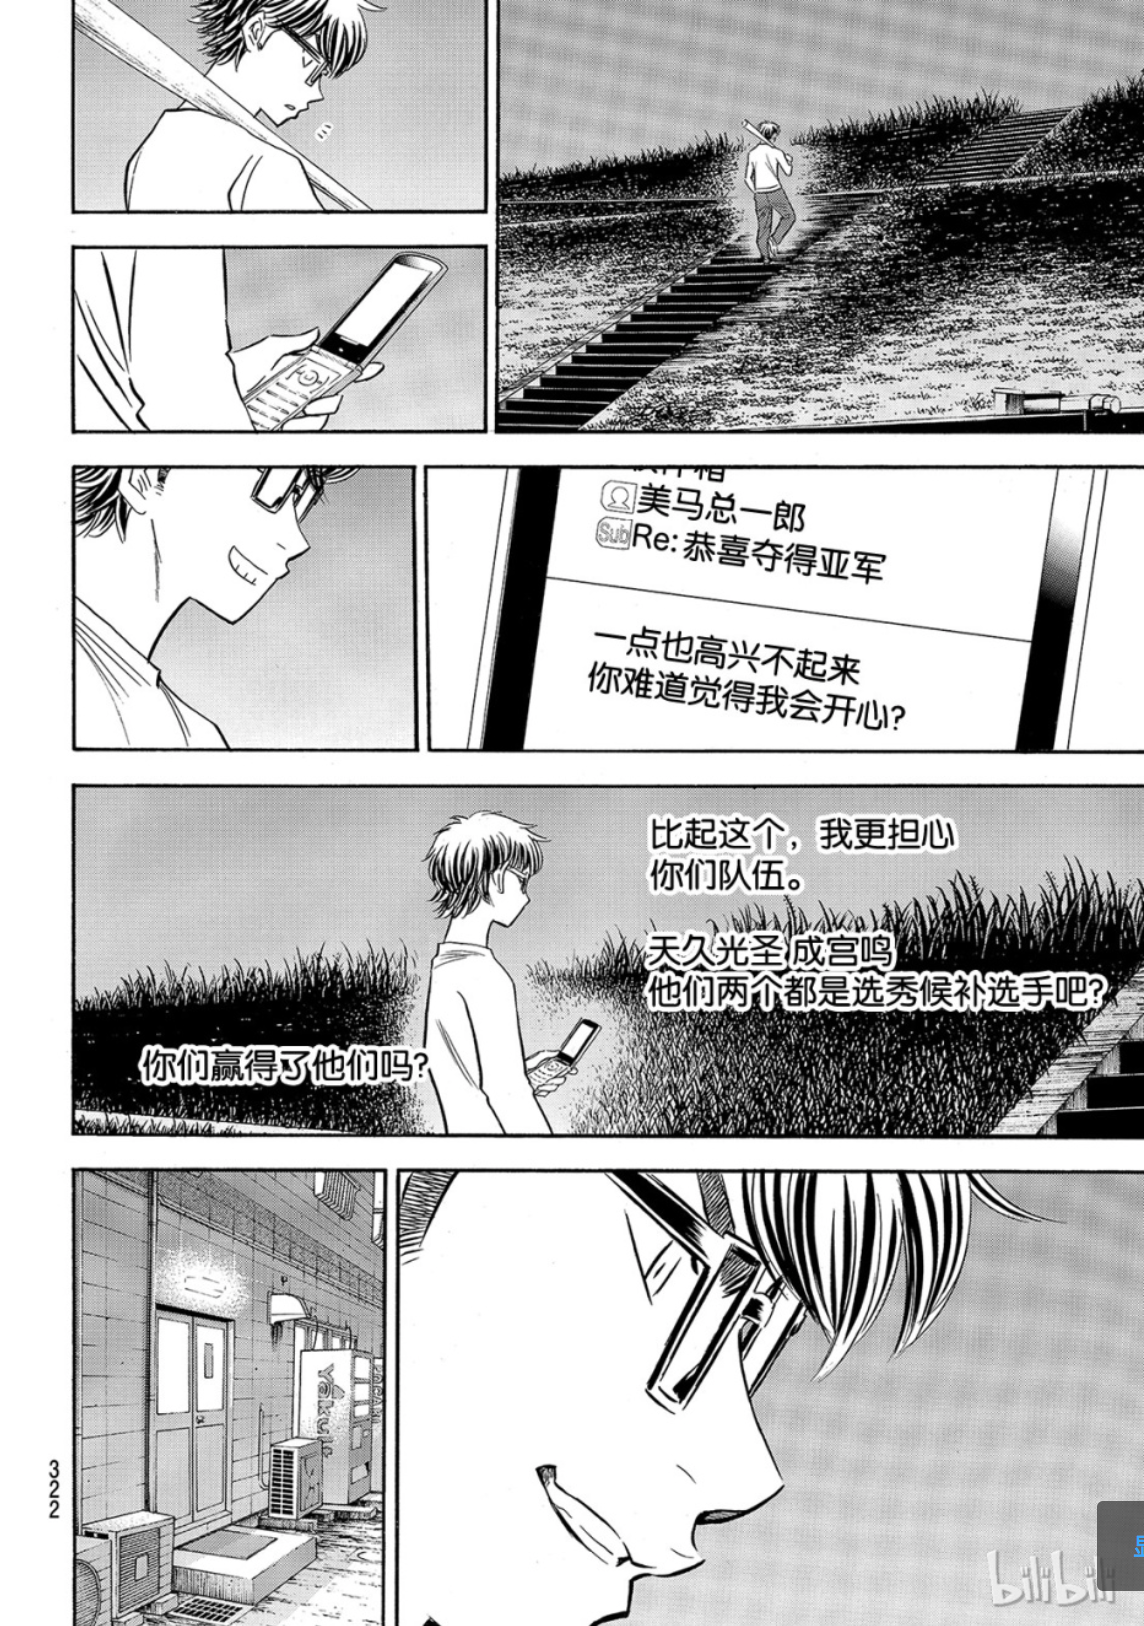 美马总一郎
Sub Re:恭喜夺得亚军
一点也高兴不起来
你难道觉得我会开心?
比起这个，我更担心
你们队伍。
天久光圣 成宫鸣
他们两个都是选秀候补选手吧?
你们赢得了他们吗?
Yakult
322
bilibili